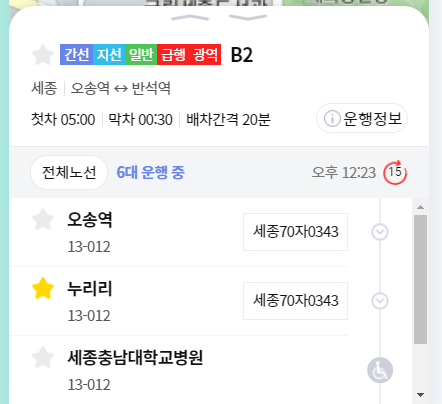 간선 지선 일반 급행 광역 B2
세종 오송역 ↔ 반석역
첫차 05:00 막차 00:30 배차간격 20분 운행정보
전체노선 6대 운행 중 오후 12:23 15
오송역
13-012
세종70자0343
누리리
13-012
세종70자0343
세종충남대학교병원
13-012